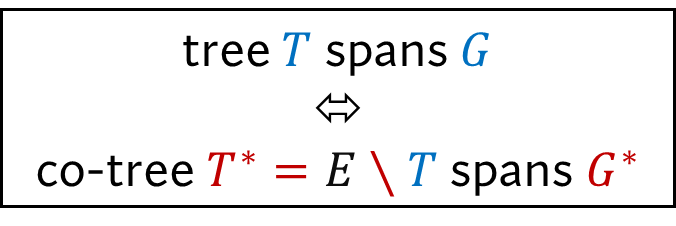 tree T spans G
⇔
co-tree T* = E \ T spans G*